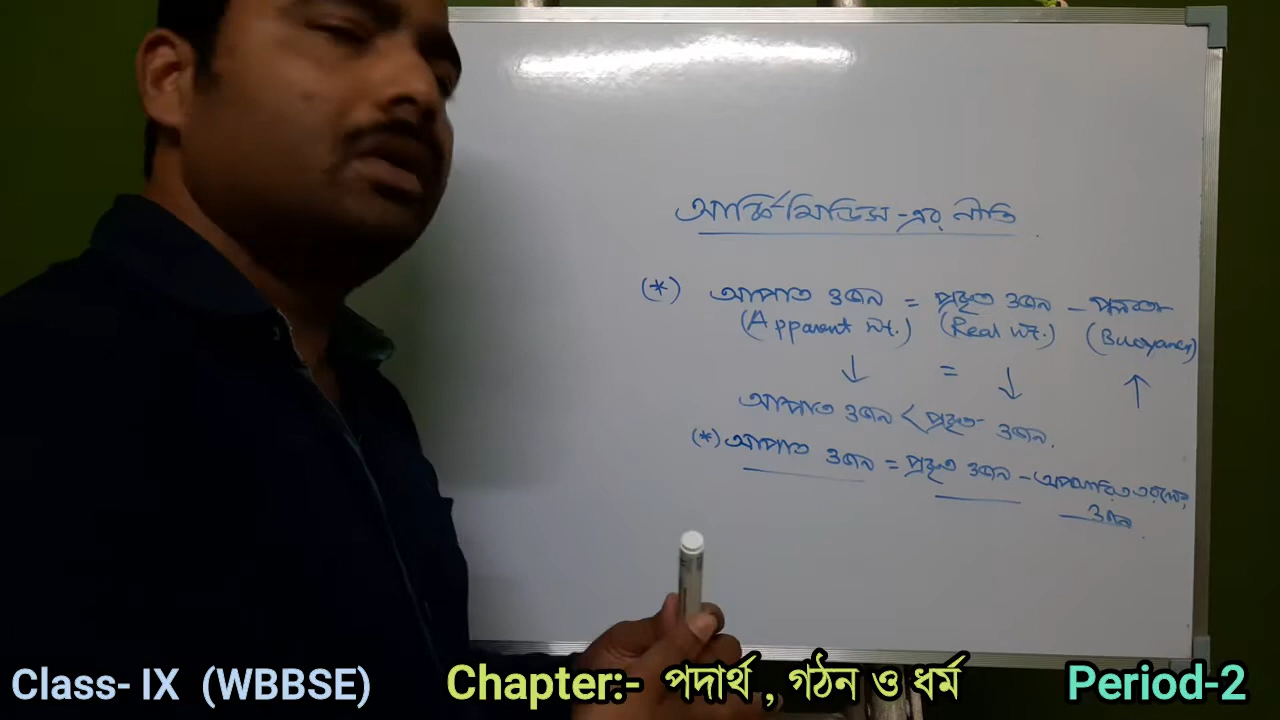 আর্কিমিডিস-এর নীতি
(*) আপাত ওজন = প্রকৃত ওজন - প্লবতা
(Apparent wt.) (Real wt.) (Buoyancy)
↓ = ↓ ↑
আপাত ওজন < প্রকৃত ওজন.
(*) আপাত ওজন = প্রকৃত ওজন - অপসারিত তরলের
ওজন
Class- IX (WBBSE) Chapter:- পদার্থ , গঠন ও ধর্ম Period-2